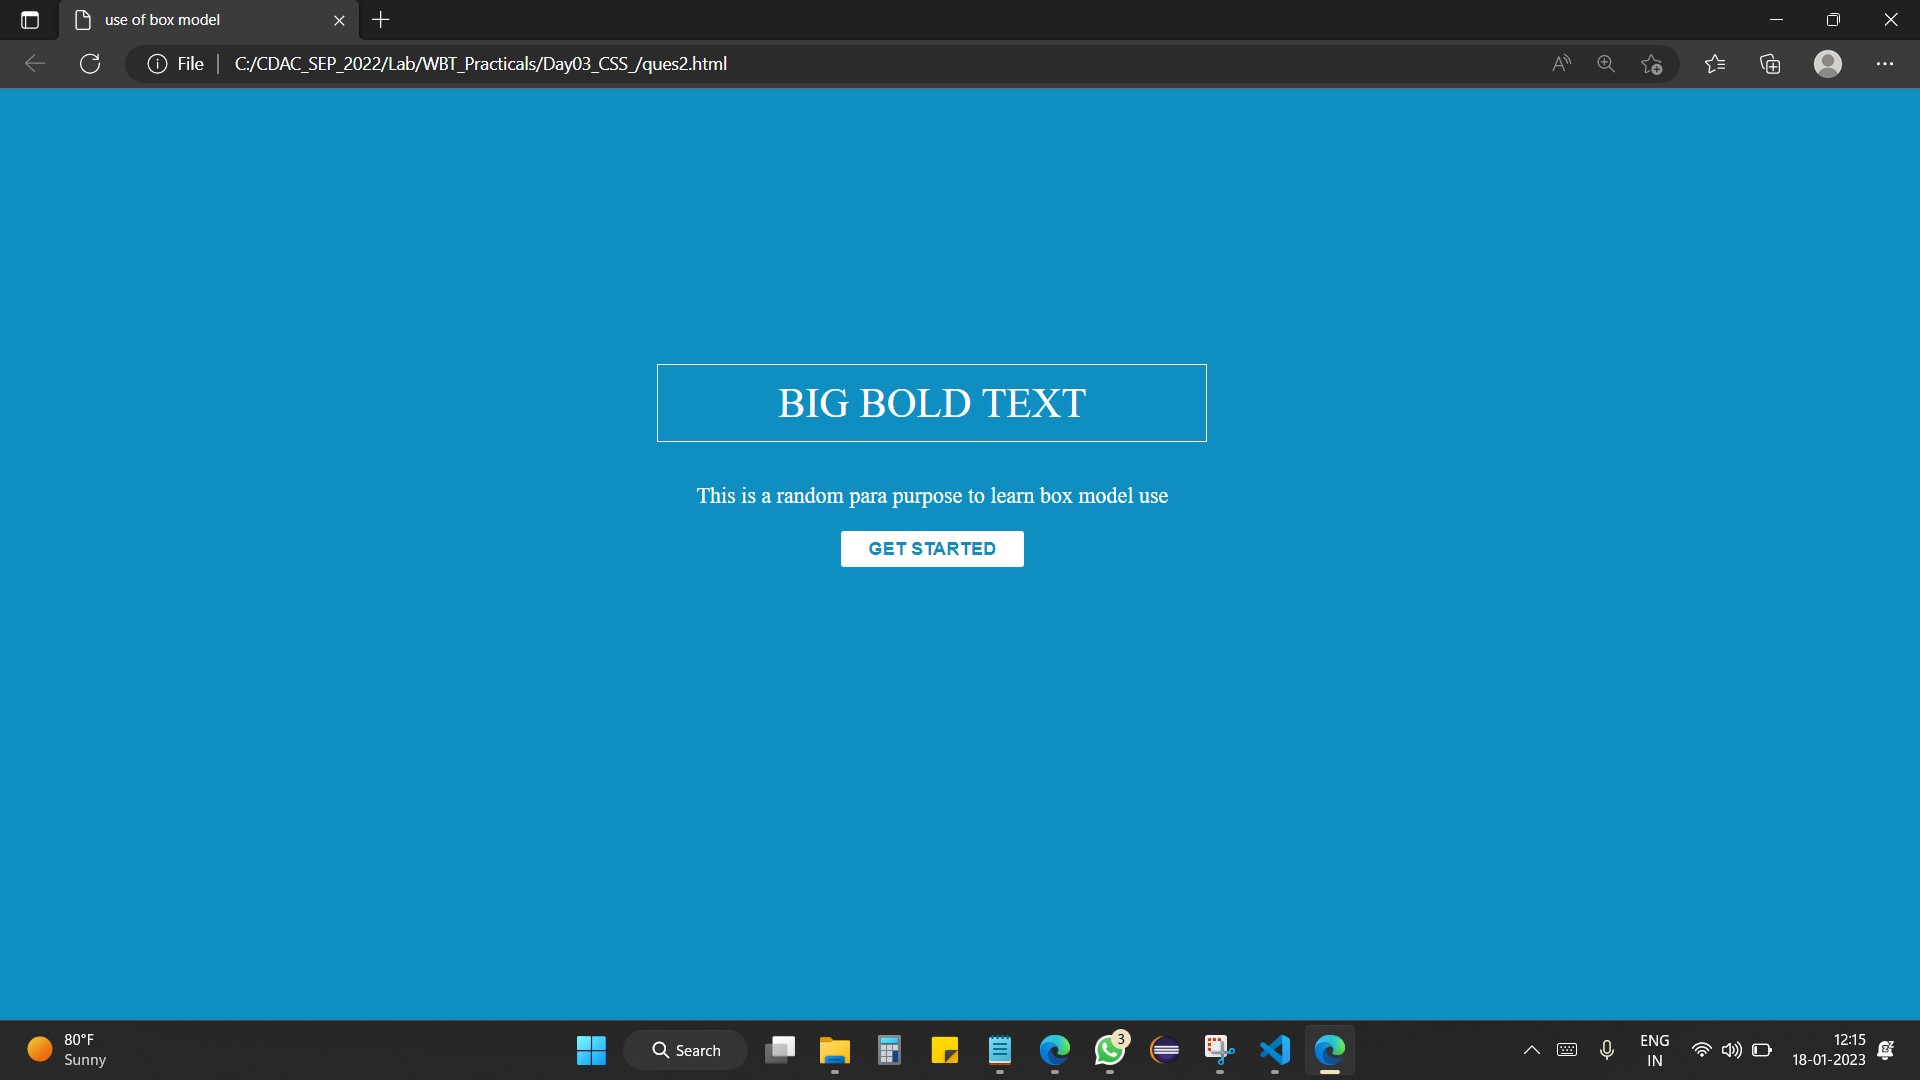 use of box model
File
C:/CDAC_SEP_2022/Lab/WBT_Practicals/Day03_CSS_/ques2.html
BIG BOLD TEXT
This is a random para purpose to learn box model use
GET STARTED
80°F
Sunny
Search
3
ENG
IN
12:15
18-01-2023